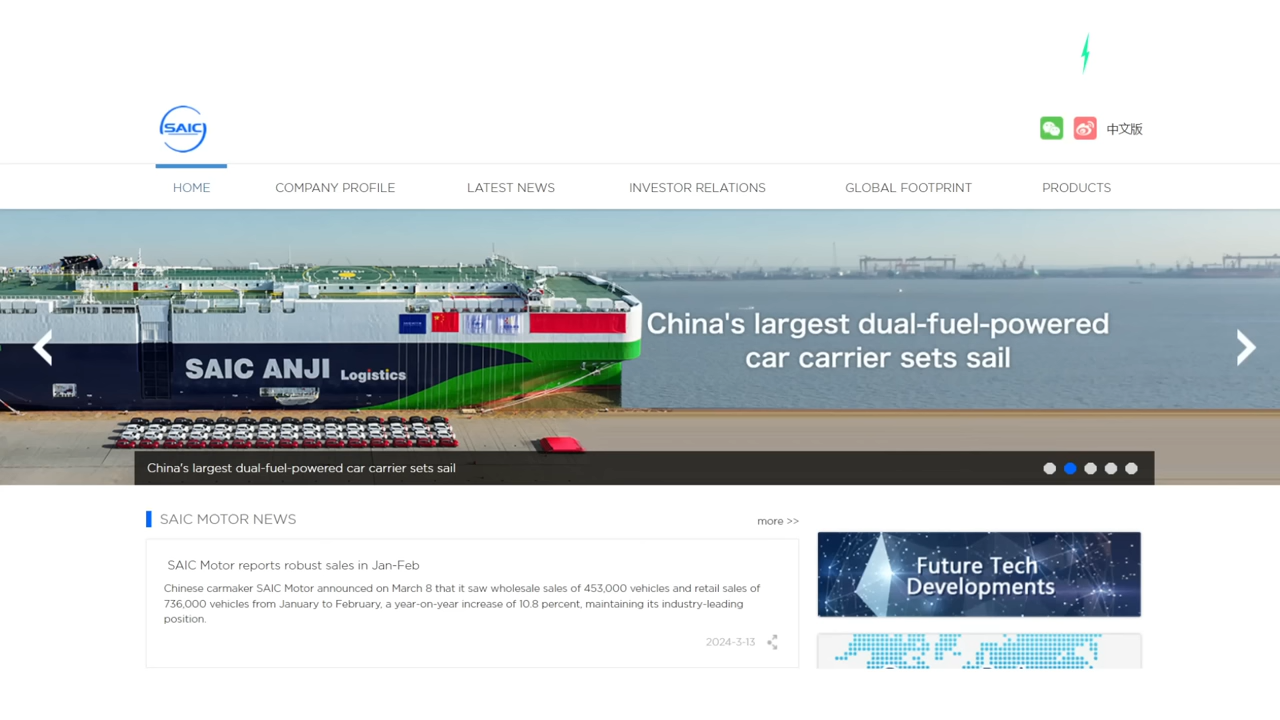 SAIC
中文版
HOME
COMPANY PROFILE
LATEST NEWS
INVESTOR RELATIONS
GLOBAL FOOTPRINT
PRODUCTS
China's largest dual-fuel-powered
car carrier sets sail
SAIC ANJI Logistics
China's largest dual-fuel-powered car carrier sets sail
SAIC MOTOR NEWS
more >>
SAIC Motor reports robust sales in Jan-Feb
Chinese carmaker SAIC Motor announced on March 8 that it saw wholesale sales of 453,000 vehicles and retail sales of
736,000 vehicles from January to February, a year-on-year increase of 10.8 percent, maintaining its industry-leading
position.
2024-3-13
Future Tech
Developments